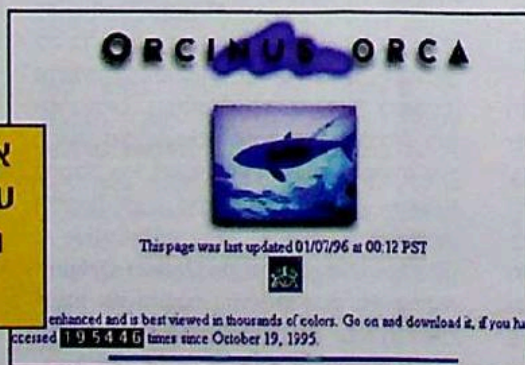 ORCINUS ORCA
This page was last updated 01/07/96 at 00:12 PST
enhanced and is best viewed in thousands of colors. Go on and download it, if you ha
ccessed 195446 times since October 19, 1995.
א
ע